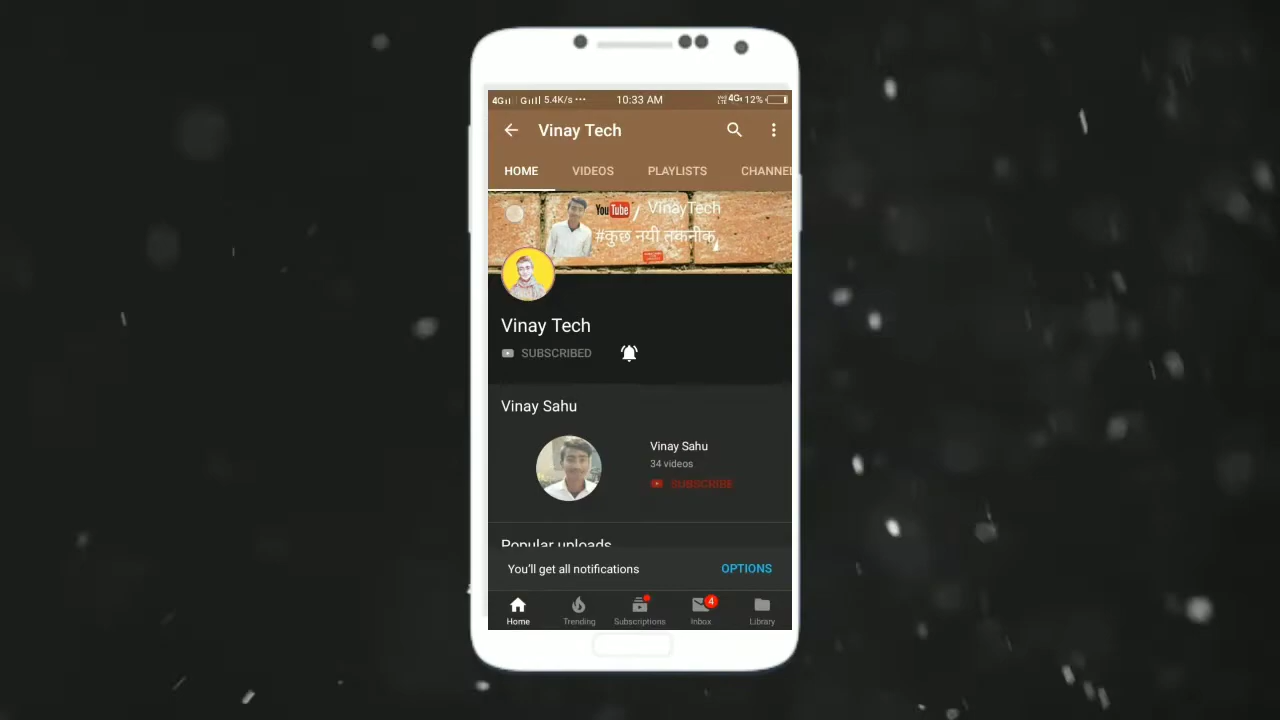 4G G 5.4K/s ••• 10:33 AM VoLTE 4G 12%
Vinay Tech
HOME VIDEOS PLAYLISTS CHANNEL
YouTube / VinayTech
#कुछ नयी तकनीक
Vinay Tech
SUBSCRIBED
Vinay Sahu
Vinay Sahu
34 videos
SUBSCRIBE
Popular uploads
You'll get all notifications OPTIONS
4
Home Trending Subscriptions Inbox Library